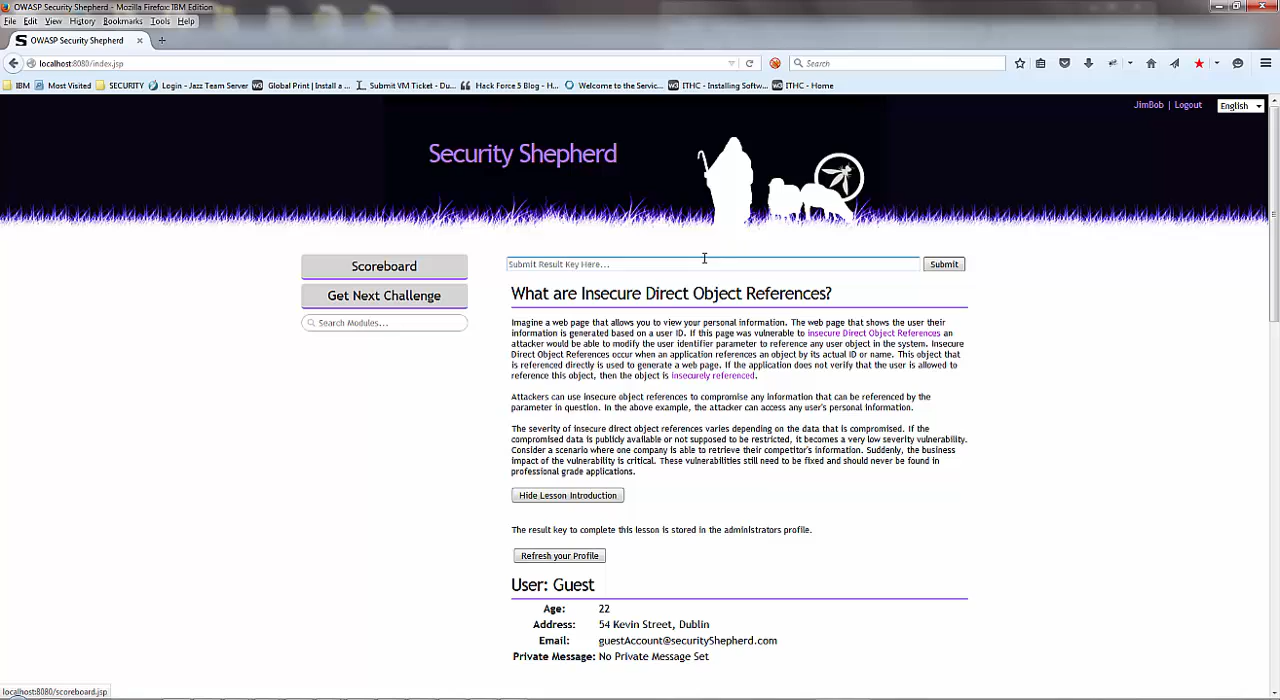 OWASP Security Shepherd - Mozilla Firefox: IBM Edition
File Edit View History Bookmarks Tools Help
S OWASP Security Shepherd × +
localhost:8080/index.jsp
Search
IBM Most Visited SECURITY Login - Jazz Team Server Global Print | Install a ... Submit VM Ticket - Du... Hack Force 5 Blog - H... Welcome to the Servic... ITHC - Installing Softw... ITHC - Home
JimBob | Logout English
Security Shepherd
Scoreboard
Get Next Challenge
Search Modules...
Submit Result Key Here... Submit
What are Insecure Direct Object References?
Imagine a web page that allows you to view your personal information. The web page that shows the user their
information is generated based on a user ID. If this page was vulnerable to insecure Direct Object References an
attacker would be able to modify the user identifier parameter to reference any user object in the system. Insecure
Direct Object References occur when an application references an object by its actual ID or name. This object that
is referenced directly is used to generate a web page. If the application does not verify that the user is allowed to
reference this object, then the object is insecurely referenced.
Attackers can use insecure object references to compromise any information that can be referenced by the
parameter in question. In the above example, the attacker can access any user's personal information.
The severity of insecure direct object references varies depending on the data that is compromised. If the
compromised data is publicly available or not supposed to be restricted, it becomes a very low severity vulnerability.
Consider a scenario where one company is able to retrieve their competitor's information. Suddenly, the business
impact of the vulnerability is critical. These vulnerabilities still need to be fixed and should never be found in
professional grade applications.
Hide Lesson Introduction
The result key to complete this lesson is stored in the administrators profile.
Refresh your Profile
User: Guest
Age: 22
Address: 54 Kevin Street, Dublin
Email: guestAccount@securityShepherd.com
Private Message: No Private Message Set
localhost:8080/scoreboard.jsp